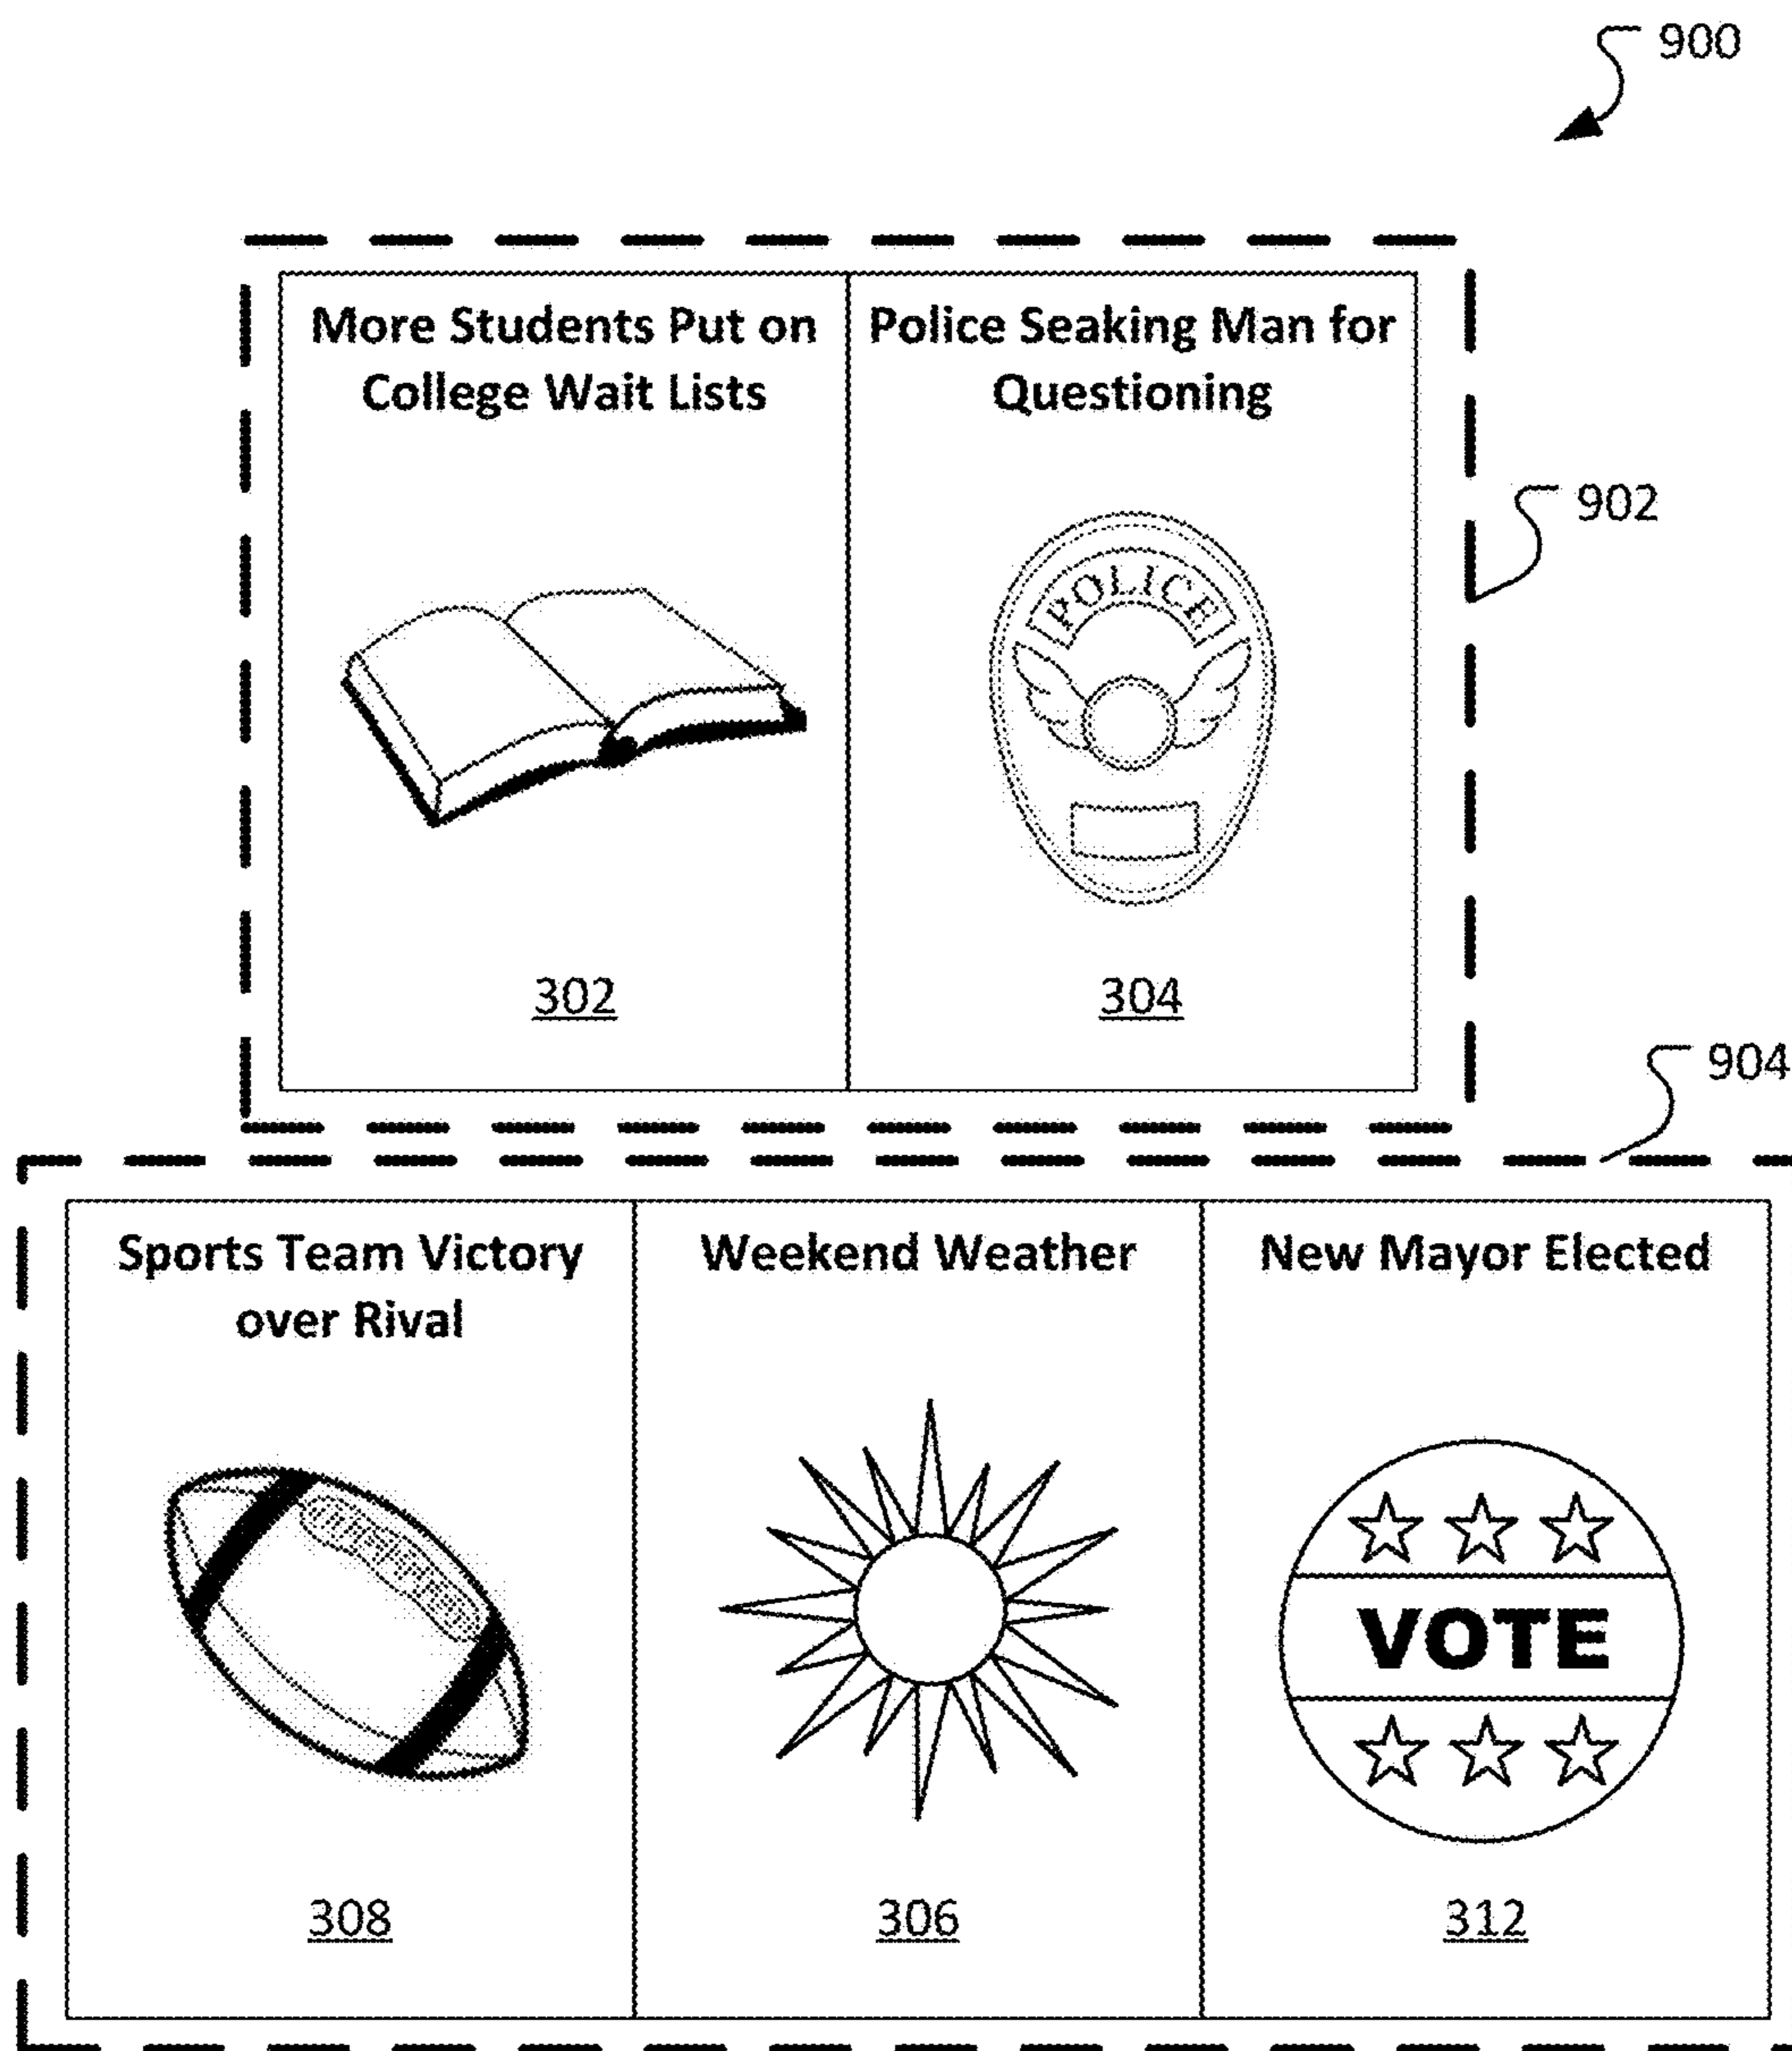 900
More Students Put on
College Wait Lists
Police Seaking Man for
Questioning
902
POLICE
302
304
904
Sports Team Victory
over Rival
Weekend Weather
New Mayor Elected
VOTE
308
306
312